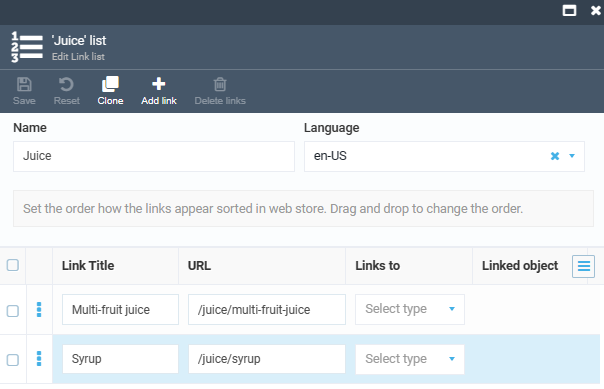 'Juice' list
Edit Link list
Save Reset Clone Add link Delete links
Name Language
Juice en-US
Set the order how the links appear sorted in web store. Drag and drop to change the order.
Link Title URL Links to Linked object
Multi-fruit juice /juice/multi-fruit-juice Select type
Syrup /juice/syrup Select type